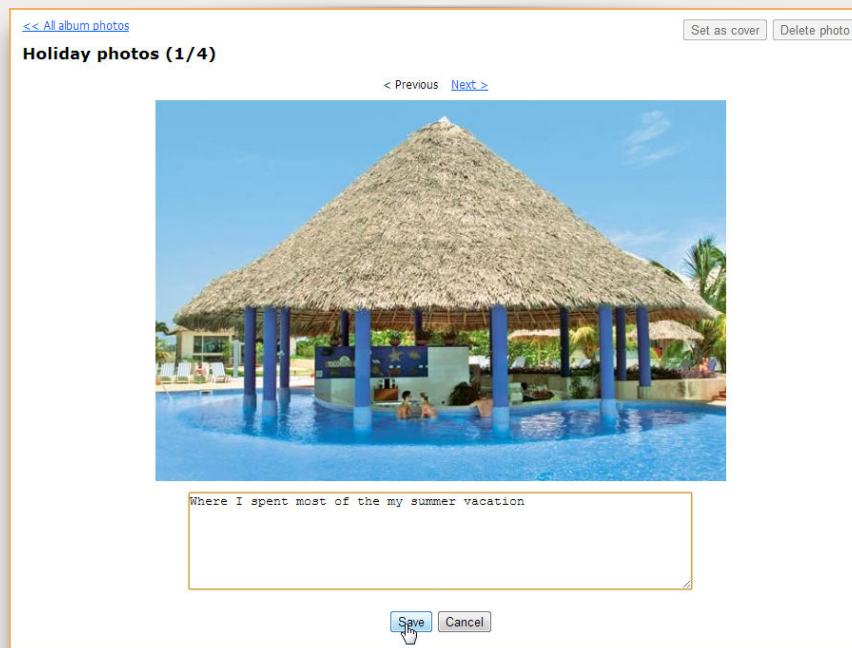 << All album photos
Set as cover
Delete photo
Holiday photos (1/4)
< Previous Next >
Where I spent most of the my summer vacation
Save Cancel